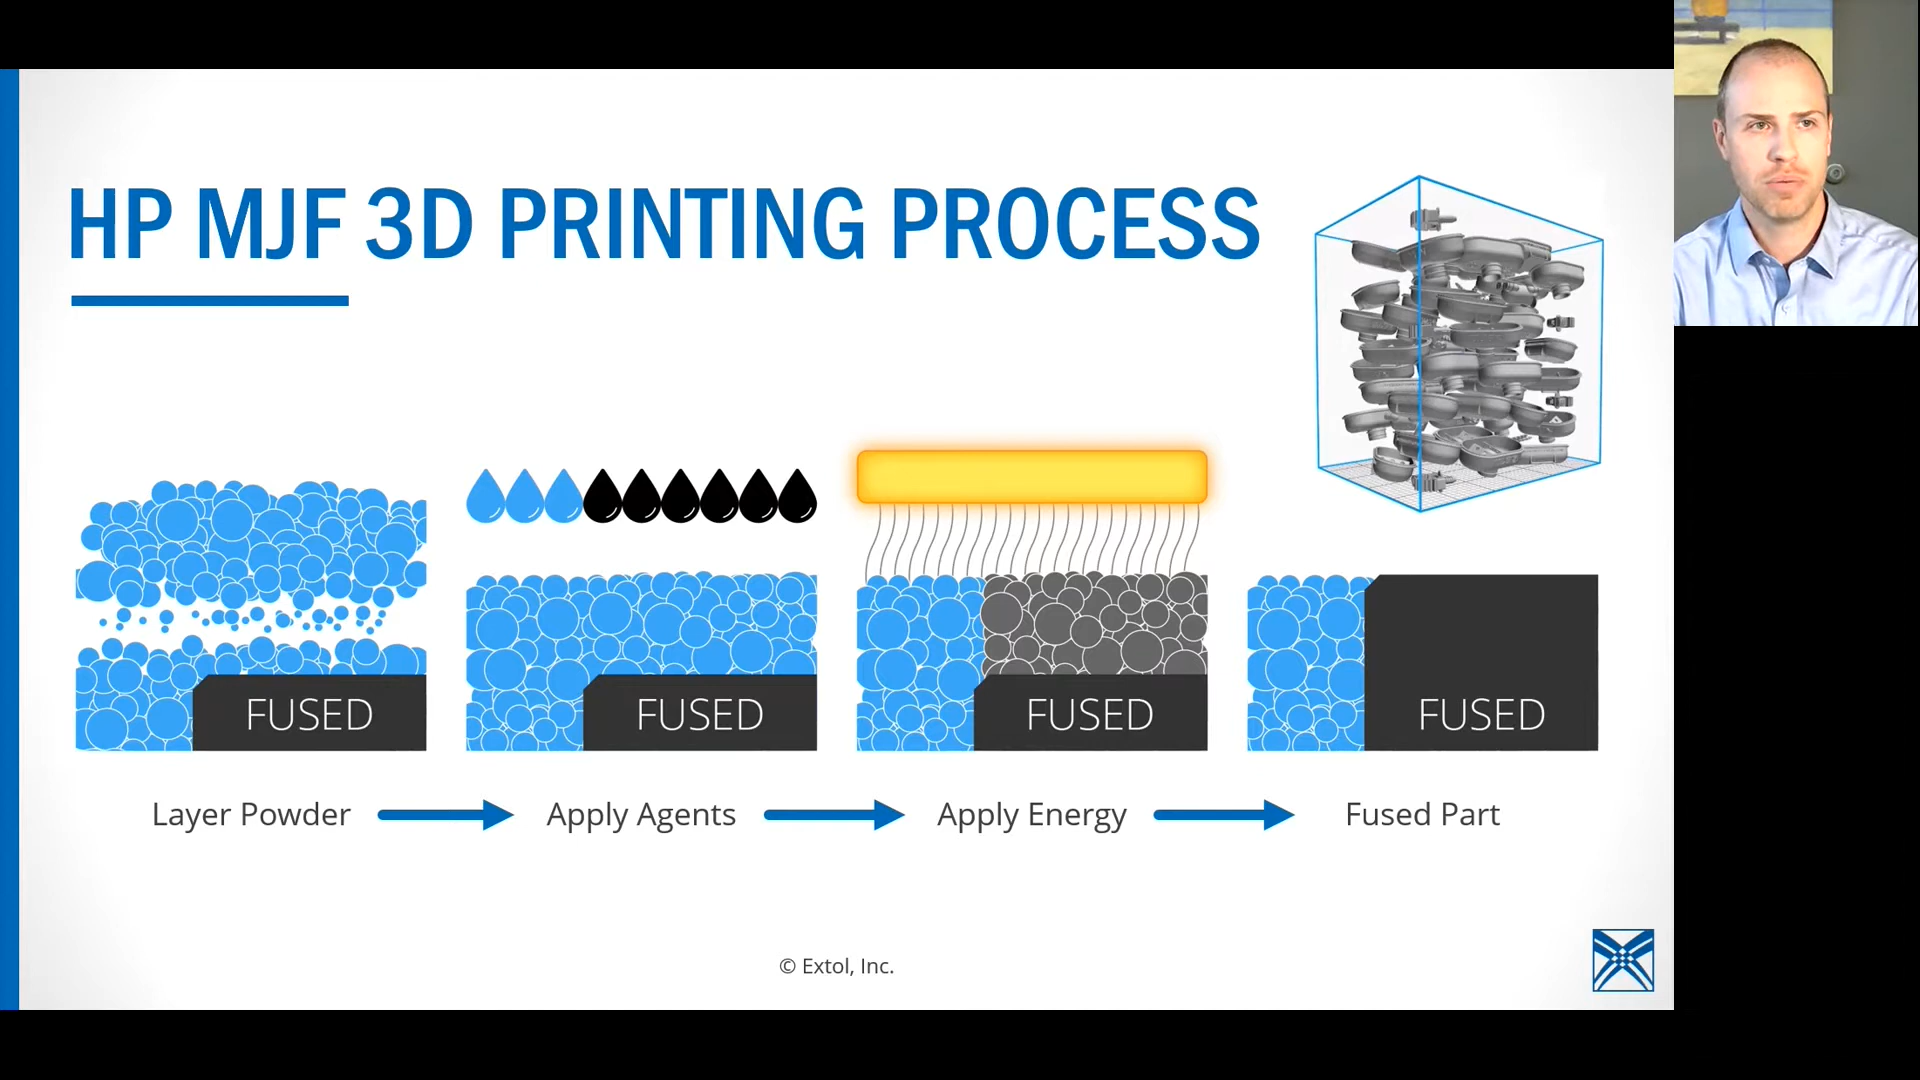 HP MJF 3D PRINTING PROCESS
FUSED
FUSED
FUSED
FUSED
Layer Powder
Apply Agents
Apply Energy
Fused Part
© Extol, Inc.